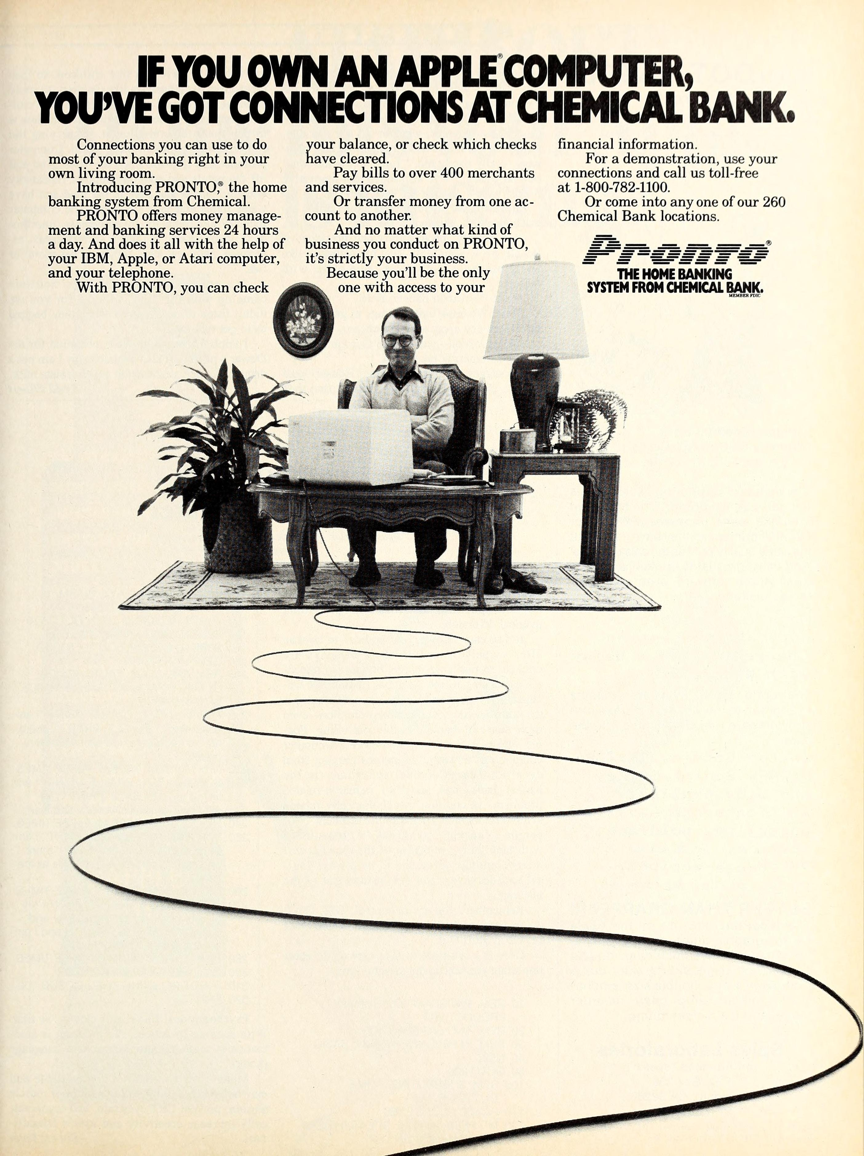 IF YOU OWN AN APPLE® COMPUTER,
YOU'VE GOT CONNECTIONS AT CHEMICAL BANK.
Connections you can use to do
most of your banking right in your
own living room.
Introducing PRONTO,® the home
banking system from Chemical.
PRONTO offers money manage-
ment and banking services 24 hours
a day. And does it all with the help of
your IBM, Apple, or Atari computer,
and your telephone.
With PRONTO, you can check
your balance, or check which checks
have cleared.
Pay bills to over 400 merchants
and services.
Or transfer money from one ac-
count to another.
And no matter what kind of
business you conduct on PRONTO,
it's strictly your business.
Because you'll be the only
one with access to your
financial information.
For a demonstration, use your
connections and call us toll-free
at 1-800-782-1100.
Or come into any one of our 260
Chemical Bank locations.
Pronto®
THE HOME BANKING
SYSTEM FROM CHEMICAL BANK.
MEMBER FDIC